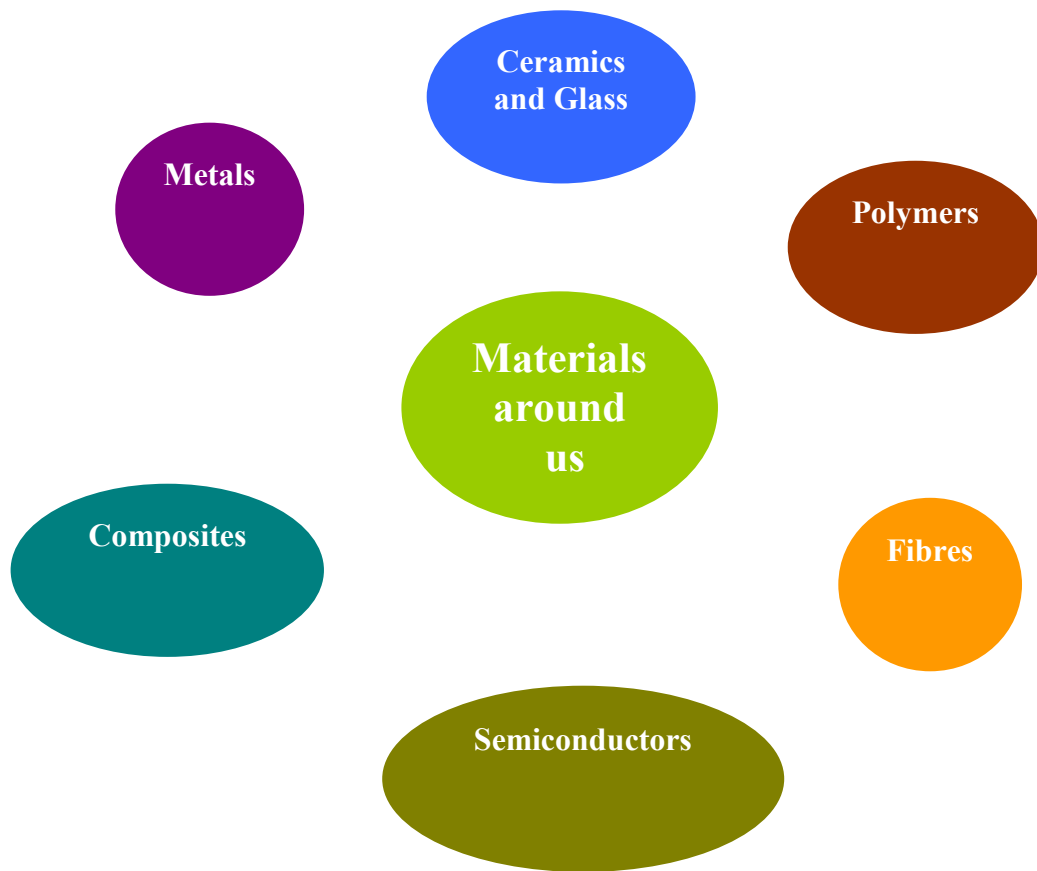 Ceramics
and Glass
Metals
Polymers
Materials
around
us
Composites
Fibres
Semiconductors